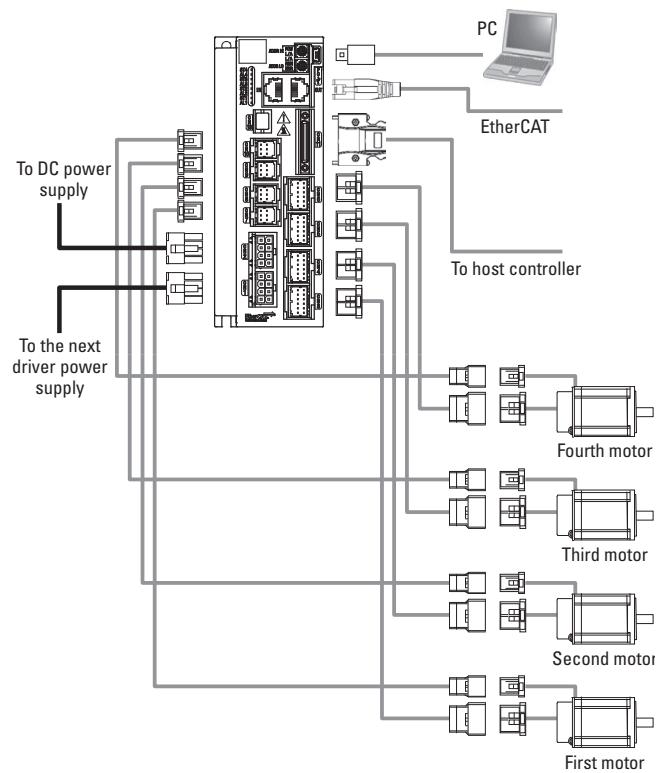 PC
EtherCAT
To DC power
supply
To host controller
To the next
driver power
supply
Fourth motor
Third motor
Second motor
First motor